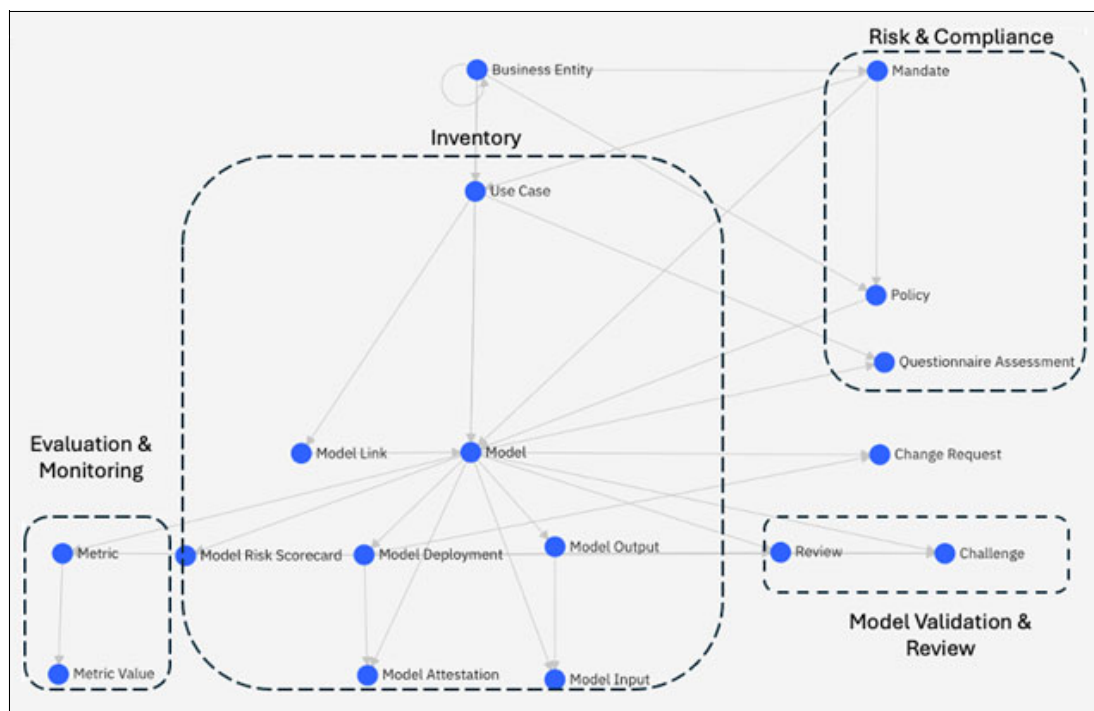 Risk & Compliance
Business Entity
Mandate
Inventory
Use Case
Policy
Questionnaire Assessment
Evaluation &
Monitoring
Model Link
Model
Change Request
Metric
Model Risk Scorecard
Model Deployment
Model Output
Review
Challenge
Model Validation &
Review
Metric Value
Model Attestation
Model Input